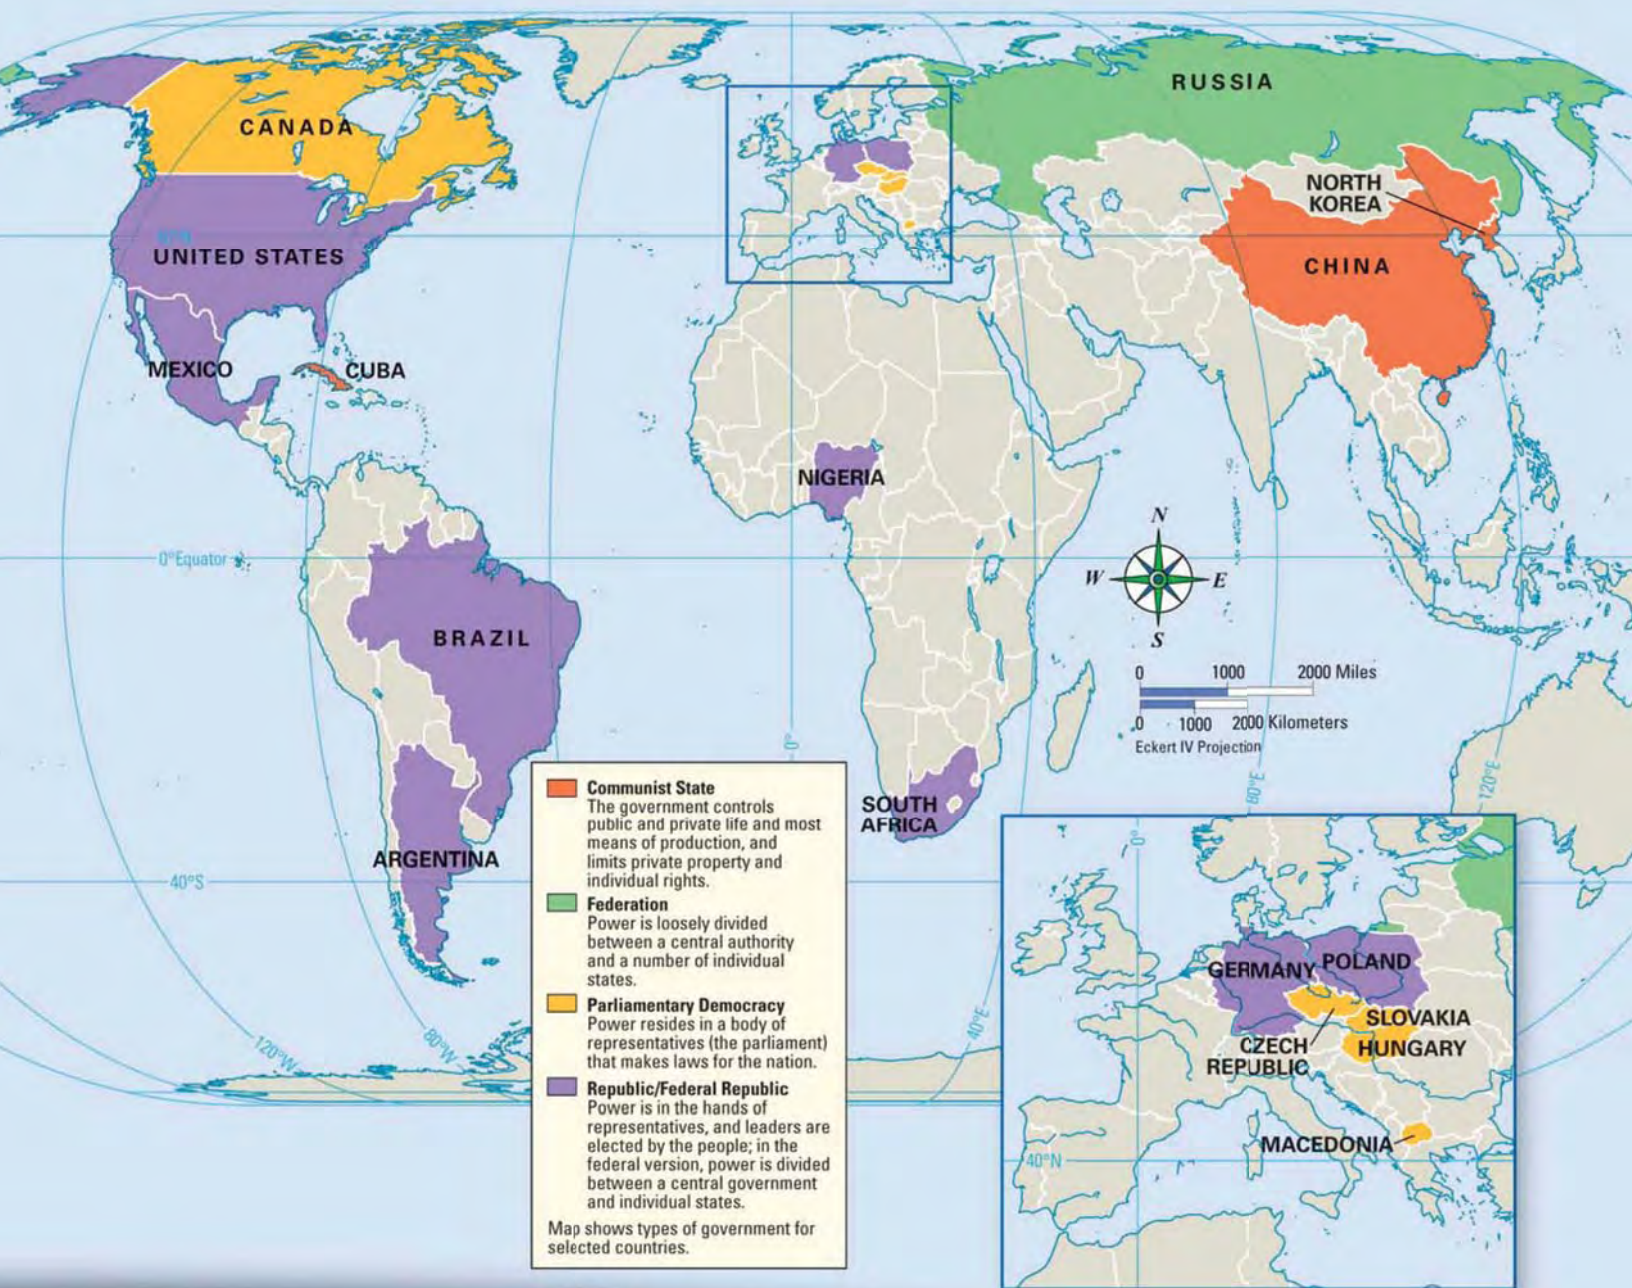 RUSSIA
CANADA
NORTH
KOREA
40°N
UNITED STATES
CHINA
MEXICO
CUBA
NIGERIA
N
0°Equator
W
E
S
BRAZIL
0 1000 2000 Miles
0 1000 2000 Kilometers
Eckert IV Projection
0°
80°E
120°E
SOUTH
AFRICA
ARGENTINA
40°S
120°W
80°W
40°E
Communist State
The government controls
public and private life and most
means of production, and
limits private property and
individual rights.
Federation
Power is loosely divided
between a central authority
and a number of individual
states.
Parliamentary Democracy
Power resides in a body of
representatives (the parliament)
that makes laws for the nation.
Republic/Federal Republic
Power is in the hands of
representatives, and leaders are
elected by the people; in the
federal version, power is divided
between a central government
and individual states.
Map shows types of government for
selected countries.
0°
GERMANY
POLAND
SLOVAKIA
CZECH
REPUBLIC
HUNGARY
MACEDONIA
40°N